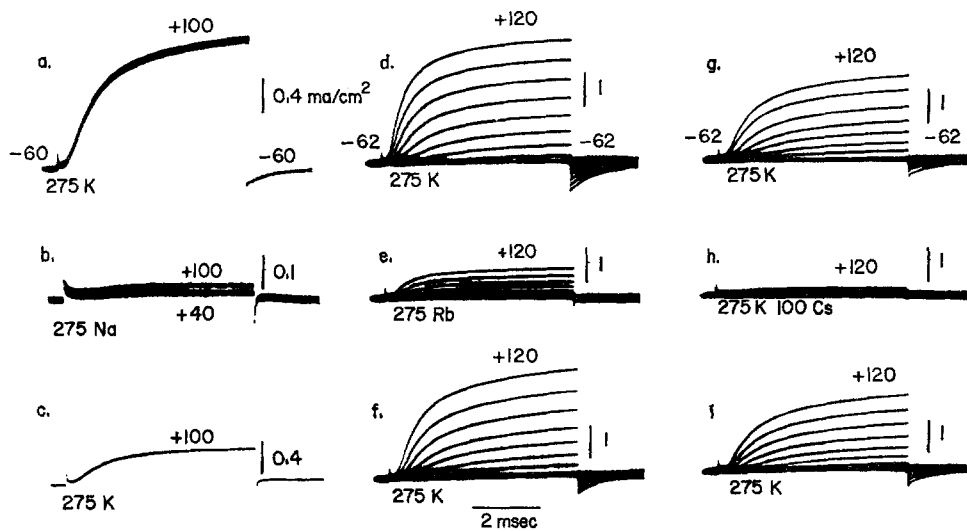 a.
+100
0.4 ma/cm²
-60
-60
275 K
b.
+100
0.1
+40
275 Na
c.
+100
0.4
275 K
d.
+120
1
-62
-62
275 K
e.
+120
1
275 Rb
f.
+120
1
275 K
2 msec
g.
+120
1
-62
-62
275 K
h.
+120
1
275 K 100 Cs
+120
1
275 K